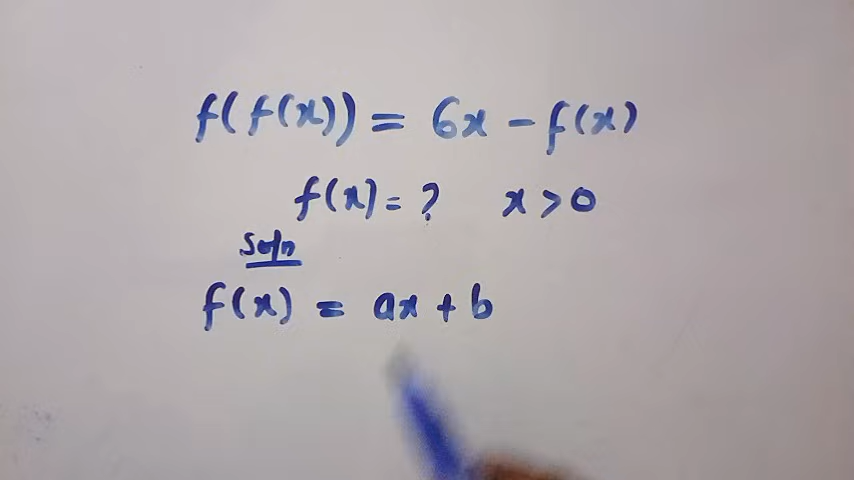 f(f(x)) = 6x - f(x)
f(x) = ? x > 0
Soln
f(x) = ax + b